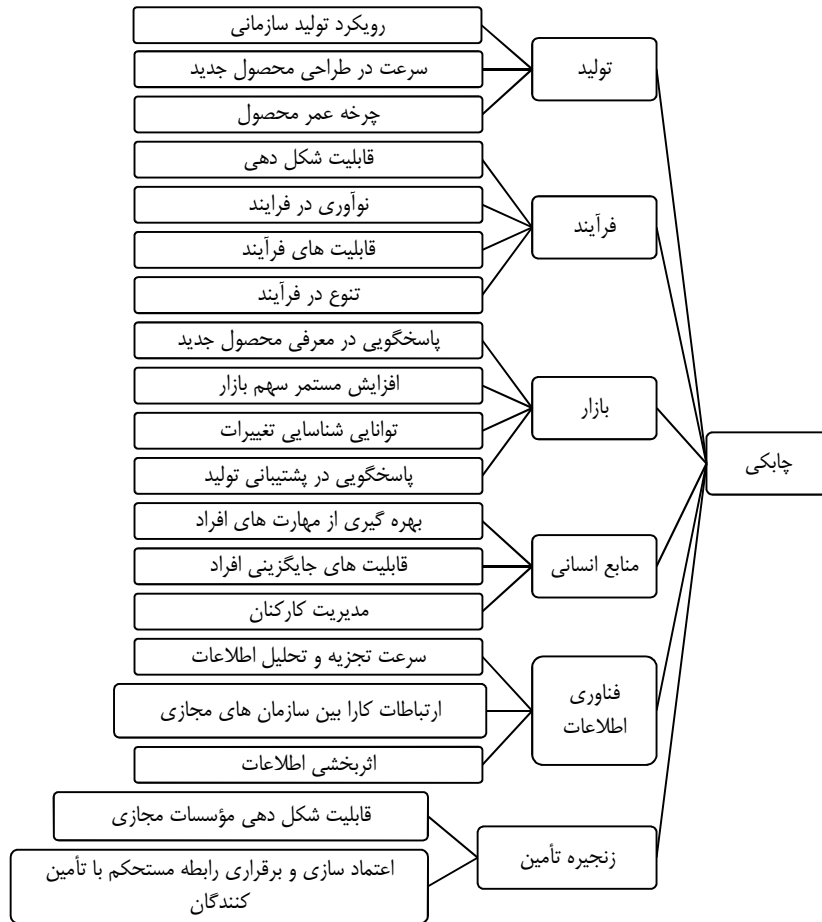 چابکی
تولید
رویکرد تولید سازمانی
سرعت در طراحی محصول جدید
چرخه عمر محصول
فرآیند
قابلیت شکل دهی
نوآوری در فرایند
قابلیت های فرآیند
تنوع در فرآیند
بازار
پاسخگویی در معرفی محصول جدید
افزایش مستمر سهم بازار
توانایی شناسایی تغییرات
پاسخگویی در پشتیبانی تولید
منابع انسانی
بهره گیری از مهارت های افراد
قابلیت های جایگزینی افراد
مدیریت کارکنان
فناوری
اطلاعات
سرعت تجزیه و تحلیل اطلاعات
ارتباطات کارا بین سازمان های مجازی
اثربخشی اطلاعات
زنجیره تأمین
قابلیت شکل دهی مؤسسات مجازی
اعتماد سازی و برقراری رابطه مستحکم با تأمین
کنندگان